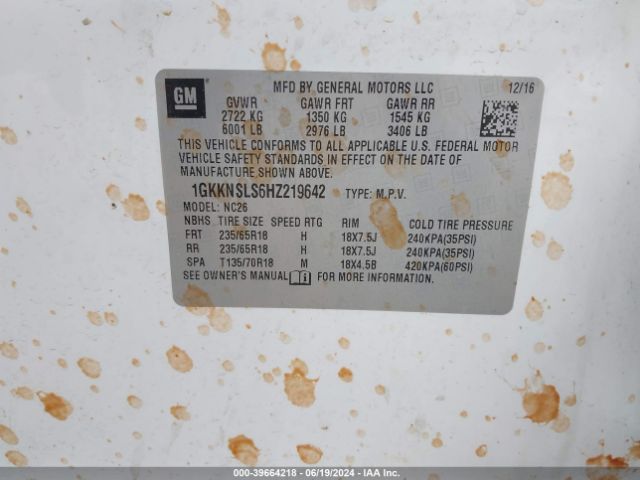 GM
MFD BY GENERAL MOTORS LLC 12/16
GVWR GAWR FRT GAWR RR
2722 KG 1350 KG 1545 KG
6001 LB 2976 LB 3406 LB
THIS VEHICLE CONFORMS TO ALL APPLICABLE U.S. FEDERAL MOTOR
VEHICLE SAFETY STANDARDS IN EFFECT ON THE DATE OF
MANUFACTURE SHOWN ABOVE.
1GKKNSLS6HZ219642 TYPE: M.P.V.
MODEL: NC26
NBHS TIRE SIZE SPEED RTG RIM COLD TIRE PRESSURE
FRT 235/65R18 H 18X7.5J 240KPA(35PSI)
RR 235/65R18 H 18X7.5J 240KPA(35PSI)
SPA T135/70R18 M 18X4.5B 420KPA(60PSI)
SEE OWNER'S MANUAL FOR MORE INFORMATION.
000-39664218 - 06/19/2024 - IAA Inc.